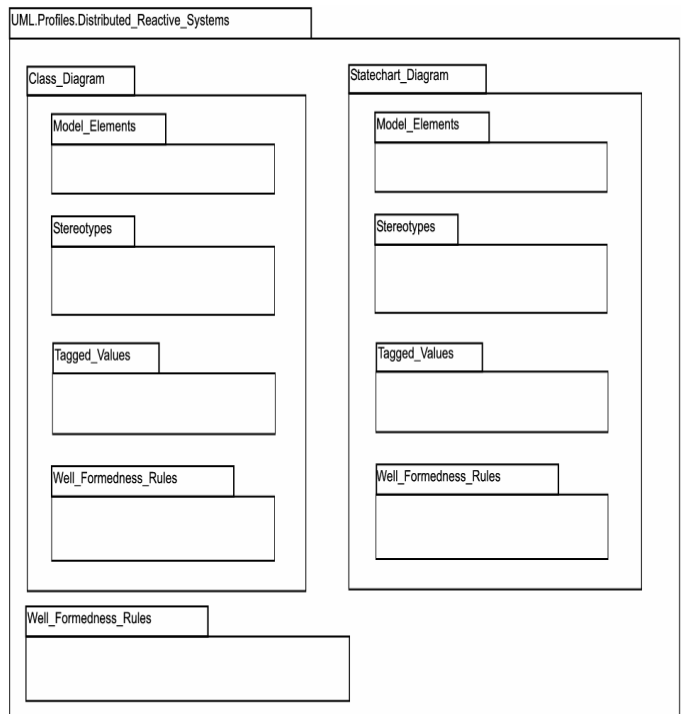 UML.Profiles.Distributed_Reactive_Systems
Class_Diagram
Model_Elements
Stereotypes
Tagged_Values
Well_Formedness_Rules
Statechart_Diagram
Model_Elements
Stereotypes
Tagged_Values
Well_Formedness_Rules
Well_Formedness_Rules